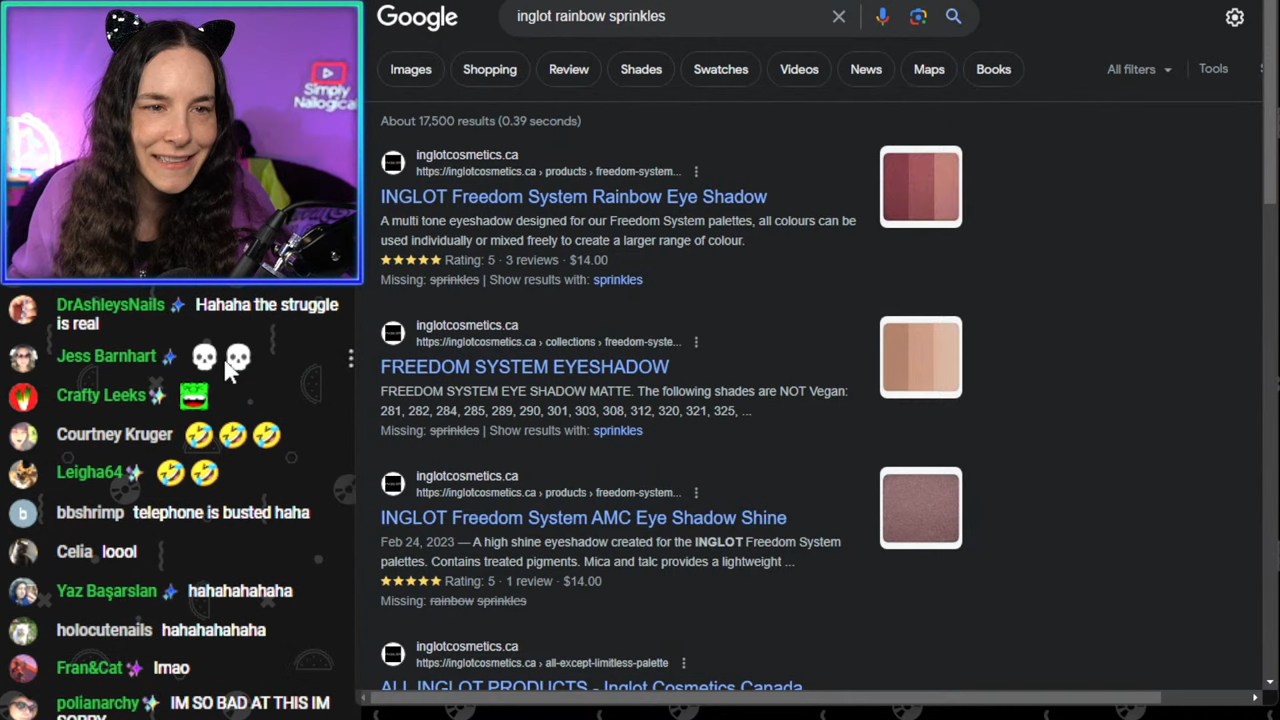 Simply
Nailogical
DrAshleysNails Hahaha the struggle
is real
Jess Barnhart
Crafty Leeks
Courtney Kruger
Leigha64
bbshrimp telephone is busted haha
Celia loool
Yaz Başarslan hahahahahaha
holocutenails hahahahahaha
Fran&Cat lmao
polianarchy IM SO BAD AT THIS IM
SORRY
Google
inglot rainbow sprinkles
Images
Shopping
Review
Shades
Swatches
Videos
News
Maps
Books
All filters
Tools
About 17,500 results (0.39 seconds)
inglotcosmetics.ca
https://inglotcosmetics.ca › products › freedom-system...
INGLOT Freedom System Rainbow Eye Shadow
A multi tone eyeshadow designed for our Freedom System palettes, all colours can be
used individually or mixed freely to create a larger range of colour.
Rating: 5 · 3 reviews · $14.00
Missing: sprinkles | Show results with: sprinkles
inglotcosmetics.ca
https://inglotcosmetics.ca › collections › freedom-syste...
FREEDOM SYSTEM EYESHADOW
FREEDOM SYSTEM EYE SHADOW MATTE. The following shades are NOT Vegan:
281, 282, 284, 285, 289, 290, 301, 303, 308, 312, 320, 321, 325, ...
Missing: sprinkles | Show results with: sprinkles
inglotcosmetics.ca
https://inglotcosmetics.ca › products › freedom-system...
INGLOT Freedom System AMC Eye Shadow Shine
Feb 24, 2023 — A high shine eyeshadow created for the INGLOT Freedom System
palettes. Contains treated pigments. Mica and talc provides a lightweight ...
Rating: 5 · 1 review · $14.00
Missing: rainbow sprinkles
inglotcosmetics.ca
https://inglotcosmetics.ca › all-except-limitless-palette
ALL INGLOT PRODUCTS - Inglot Cosmetics Canada